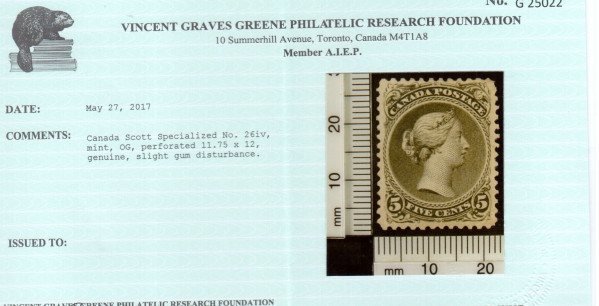 No. G 25022
VINCENT GRAVES GREENE PHILATELIC RESEARCH FOUNDATION
10 Summerhill Avenue, Toronto, Canada M4T1A8
Member A.I.E.P.
DATE: May 27, 2017
COMMENTS: Canada Scott Specialized No. 26iv,
mint, OG, perforated 11.75 x 12,
genuine, slight gum disturbance.
CANADA POSTAGE
5 FIVE CENTS 5
20
10
mm
mm 10 20
ISSUED TO:
VINCENT GRAVES GREENE PHILATELIC RESEARCH FOUNDATION